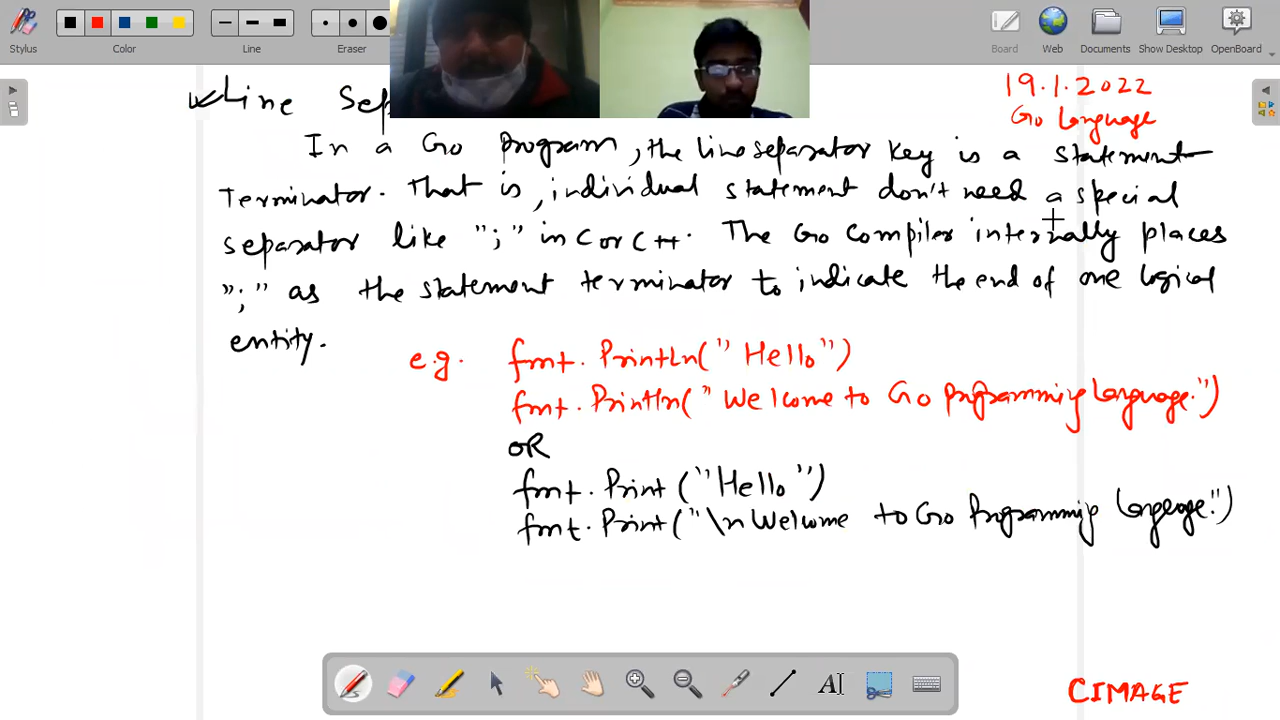 Stylus
Color
Line
Eraser
Board
Web
Documents
Show Desktop
OpenBoard
19.1.2022
Go Language
Line Sep
In a Go Program, the line separator key is a statement
Terminator. That is, individual statement don't need a special
separator like ";" in C or C++. The Go Compiler internally places
";" as the statement terminator to indicate the end of one logical
entity.
e.g. fmt.Println("Hello")
fmt.Println("Welcome to Go programming Language.")
OR
fmt.Print("Hello")
fmt.Print("\n Welcome to Go Programming Language.")
CIMAGE